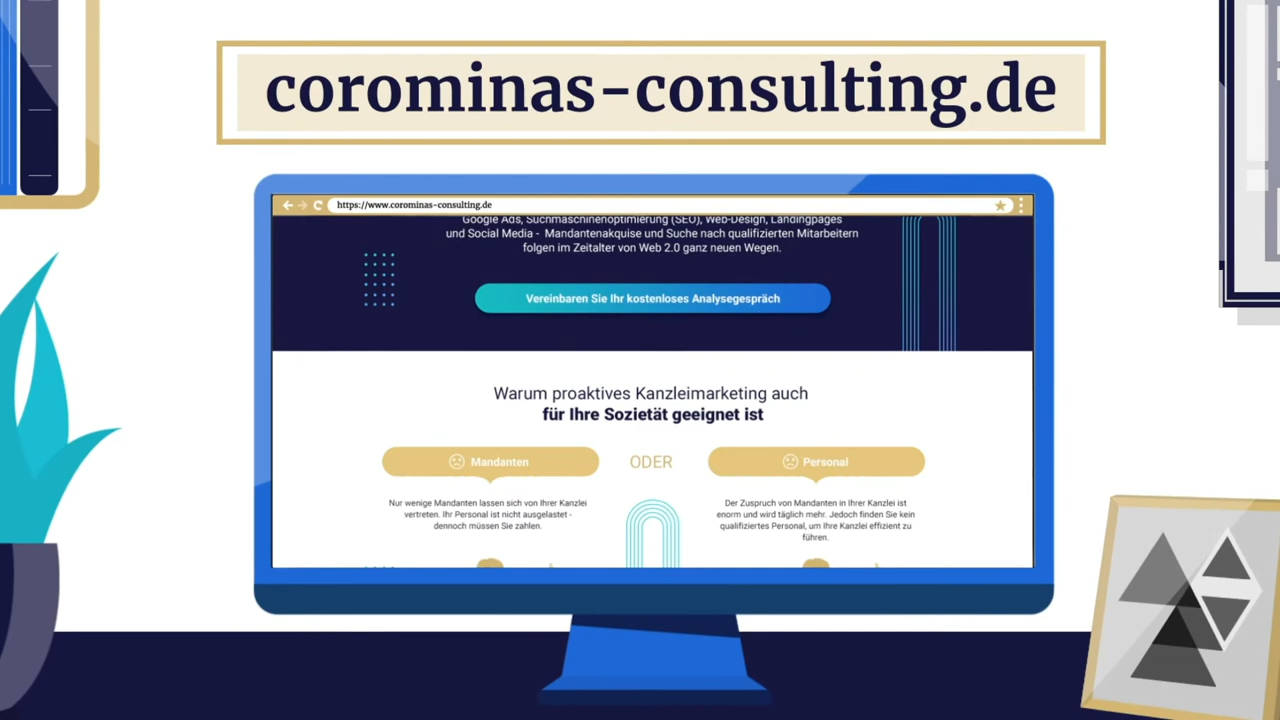 corominas-consulting.de
https://www.corominas-consulting.de
Google Ads, Suchmaschinenoptimierung (SEO), Web-Design, Landingpages
und Social Media - Mandantenakquise und Suche nach qualifizierten Mitarbeitern
folgen im Zeitalter von Web 2.0 ganz neuen Wegen.
Vereinbaren Sie Ihr kostenloses Analysegespräch
Warum proaktives Kanzleimarketing auch
für Ihre Sozietät geeignet ist
Mandanten
ODER
Personal
Nur wenige Mandanten lassen sich von Ihrer Kanzlei
vertreten. Ihr Personal ist nicht ausgelastet -
dennoch müssen Sie zahlen.
Der Zuspruch von Mandanten in Ihrer Kanzlei ist
enorm und wird täglich mehr. Jedoch finden Sie kein
qualifiziertes Personal, um Ihre Kanzlei effizient zu
führen.